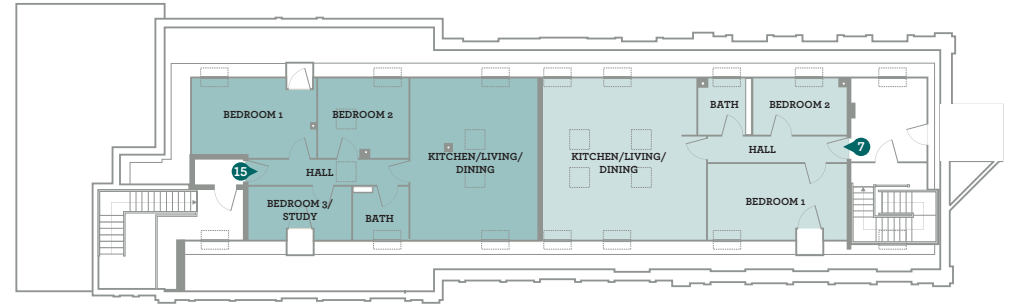 BEDROOM 1
BEDROOM 2
KITCHEN/LIVING/
DINING
15
HALL
BEDROOM 3/
STUDY
BATH
KITCHEN/LIVING/
DINING
BATH
BEDROOM 2
HALL
7
BEDROOM 1